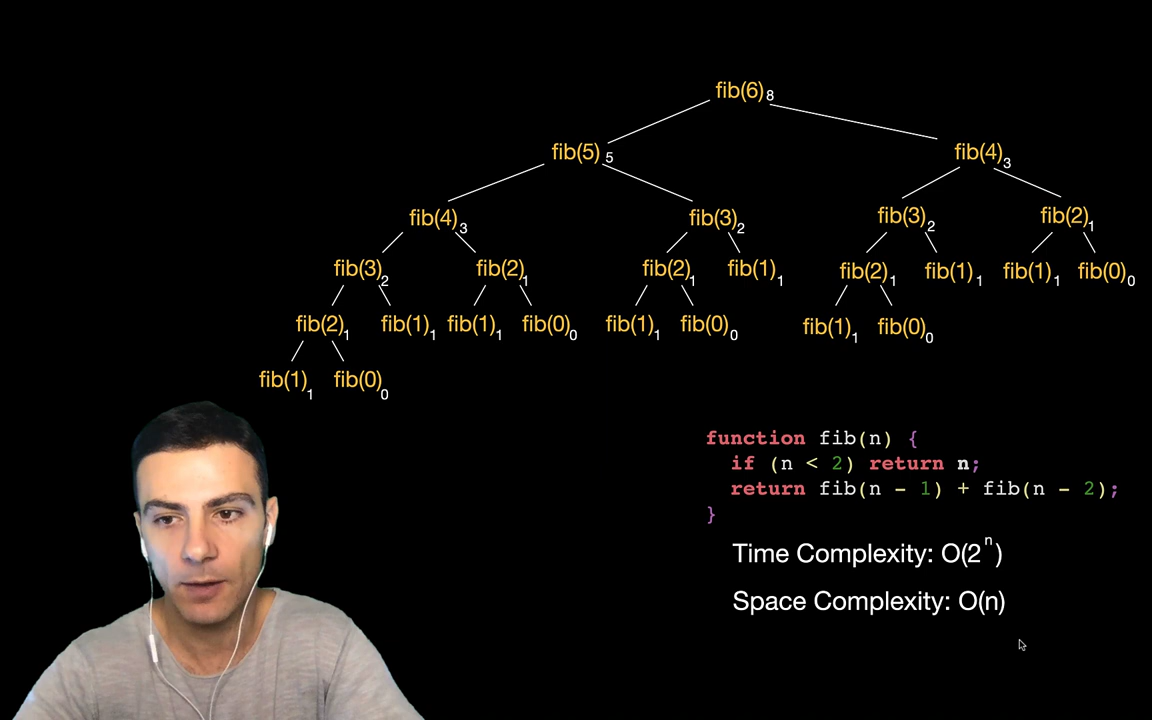 fib(6) 8
fib(5) 5 fib(4) 3
fib(4) 3 fib(3) 2 fib(3) 2 fib(2) 1
fib(3) 2 fib(2) 1 fib(2) 1 fib(1) 1 fib(2) 1 fib(1) 1 fib(1) 1 fib(0) 0
fib(2) 1 fib(1) 1 fib(1) 1 fib(0) 0 fib(1) 1 fib(0) 0 fib(1) 1 fib(0) 0
fib(1) 1 fib(0) 0
function fib(n) {
if (n < 2) return n;
return fib(n - 1) + fib(n - 2);
}
Time Complexity: O(2^n)
Space Complexity: O(n)